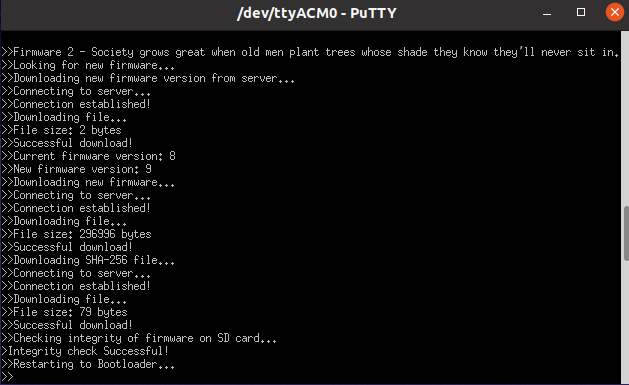 /dev/ttyACM0 - PuTTY
>>Firmware 2 - Society grows great when old men plant trees whose shade they know they'll never sit in.
>>Looking for new firmware...
>>Downloading new firmware version from server...
>>Connecting to server...
>>Connection established!
>>Downloading file...
>>File size: 2 bytes
>>Successful download!
>>Current firmware version: 8
>>New firmware version: 9
>>Downloading new firmware...
>>Connecting to server...
>>Connection established!
>>Downloading file...
>>File size: 296996 bytes
>>Successful download!
>>Downloading SHA-256 file...
>>Connecting to server...
>>Connection established!
>>Downloading file...
>>File size: 79 bytes
>>Successful download!
>>Checking integrity of firmware on SD card...
>Integrity check Successful!
>>Restarting to Bootloader...
>>